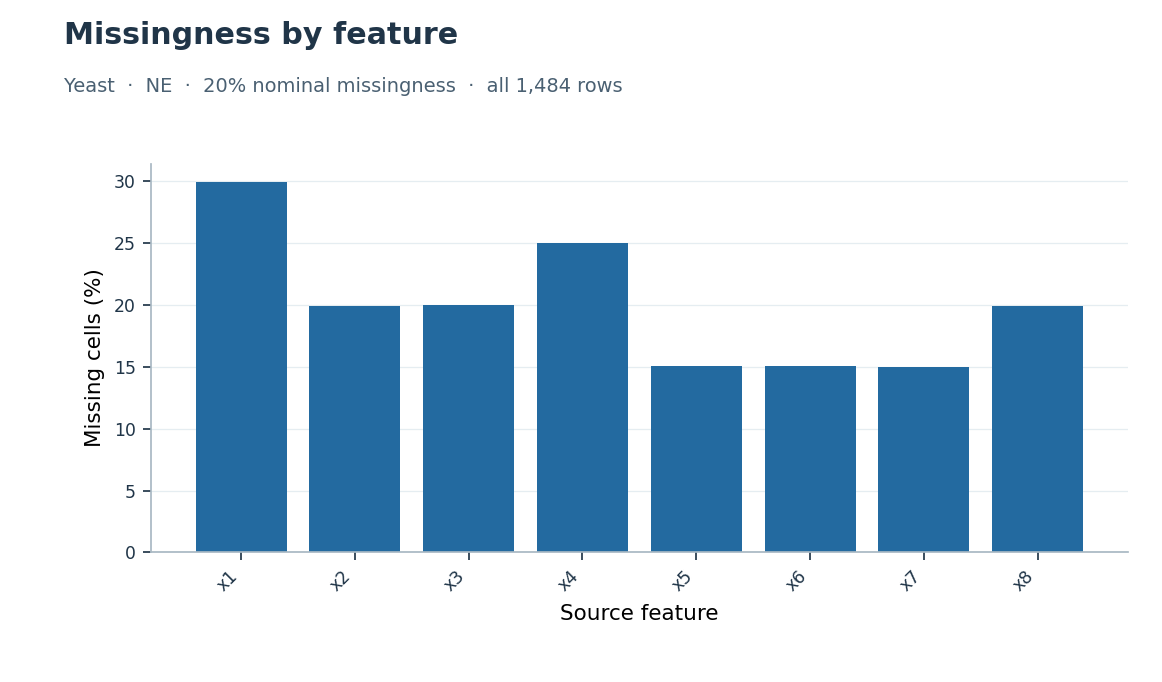 Missingness by feature
Yeast · NE · 20% nominal missingness · all 1,484 rows
Missing cells (%)
30
25
20
15
10
5
0
x1 x2 x3 x4 x5 x6 x7 x8
Source feature